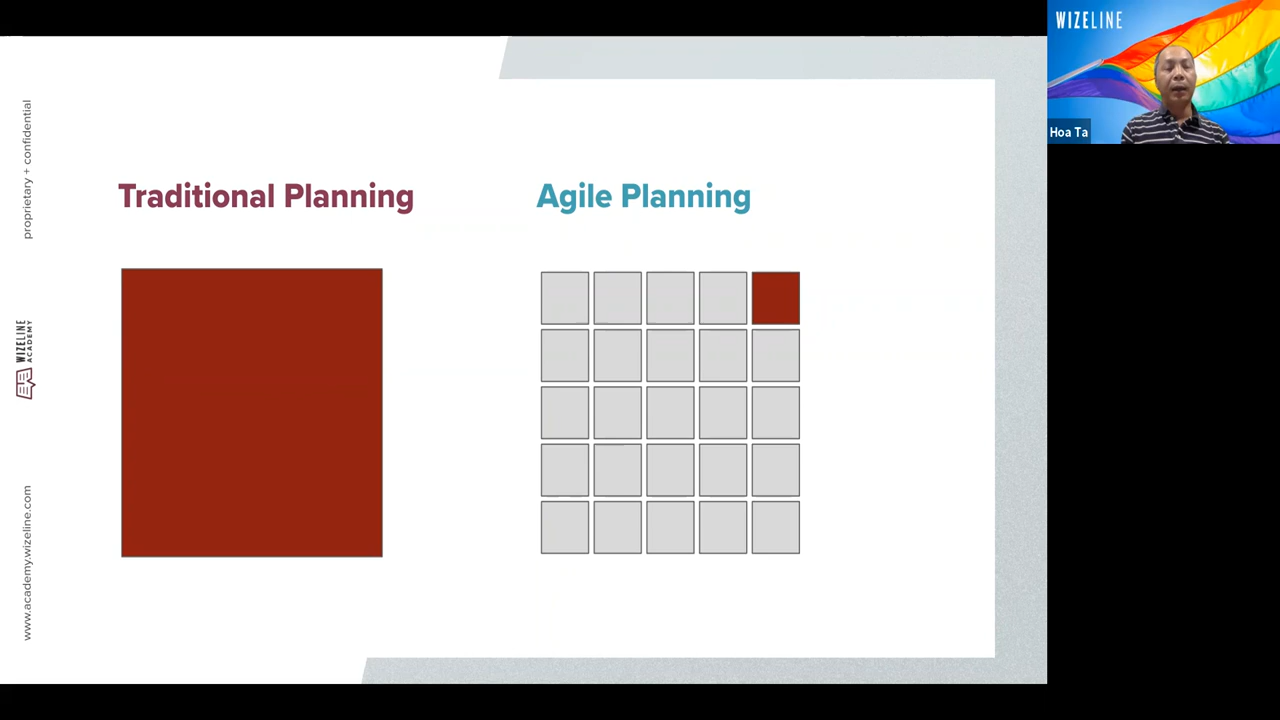 proprietary + confidential
WIZELINE
ACADEMY
www.academy.wizeline.com
Traditional Planning
Agile Planning
WIZELINE
Hoa Ta